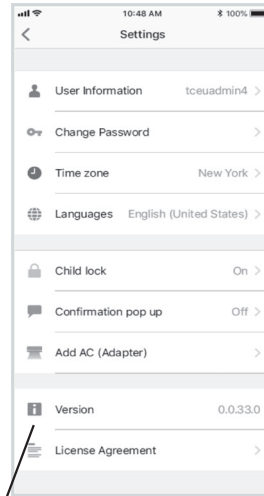 10:48 AM 100%
Settings
User Information tceuadmin4 >
Change Password >
Time zone New York >
Languages English (United States) >
Child lock On >
Confirmation pop up Off >
Add AC (Adapter) >
Version 0.0.33.0
License Agreement >